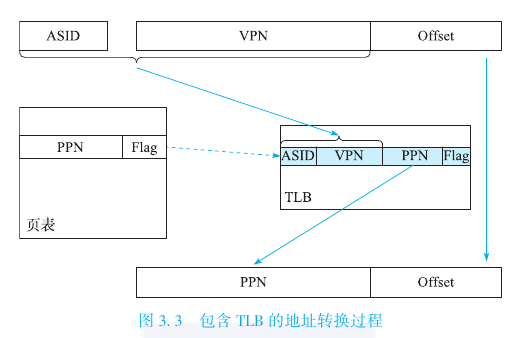 ASID VPN Offset
PPN Flag
ASID VPN PPN Flag
TLB
页表
PPN Offset
图 3.3 包含 TLB 的地址转换过程